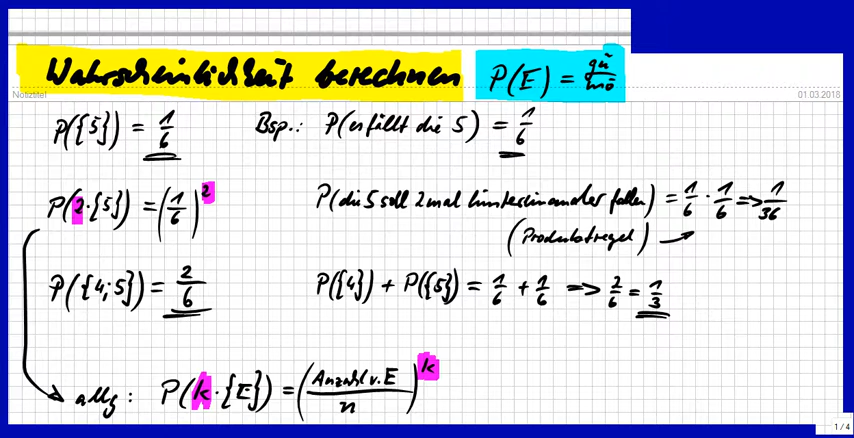 Wahrscheinlichkeit berechnen P(E) = gü/mö
Notiztitel 01.03.2018
P({5}) = 1/6 Bsp.: P(es fällt die 5) = 1/6
P(2·{5}) = (1/6)^2 P(die 5 soll 2mal hintereinander fallen) = 1/6 · 1/6 => 1/36
(Produktregel) →
P({4;5}) = 2/6 P({4}) + P({5}) = 1/6 + 1/6 => 2/6 = 1/3
allg: P(k·{E}) = (Anzahl v. E/n)^k
1/4